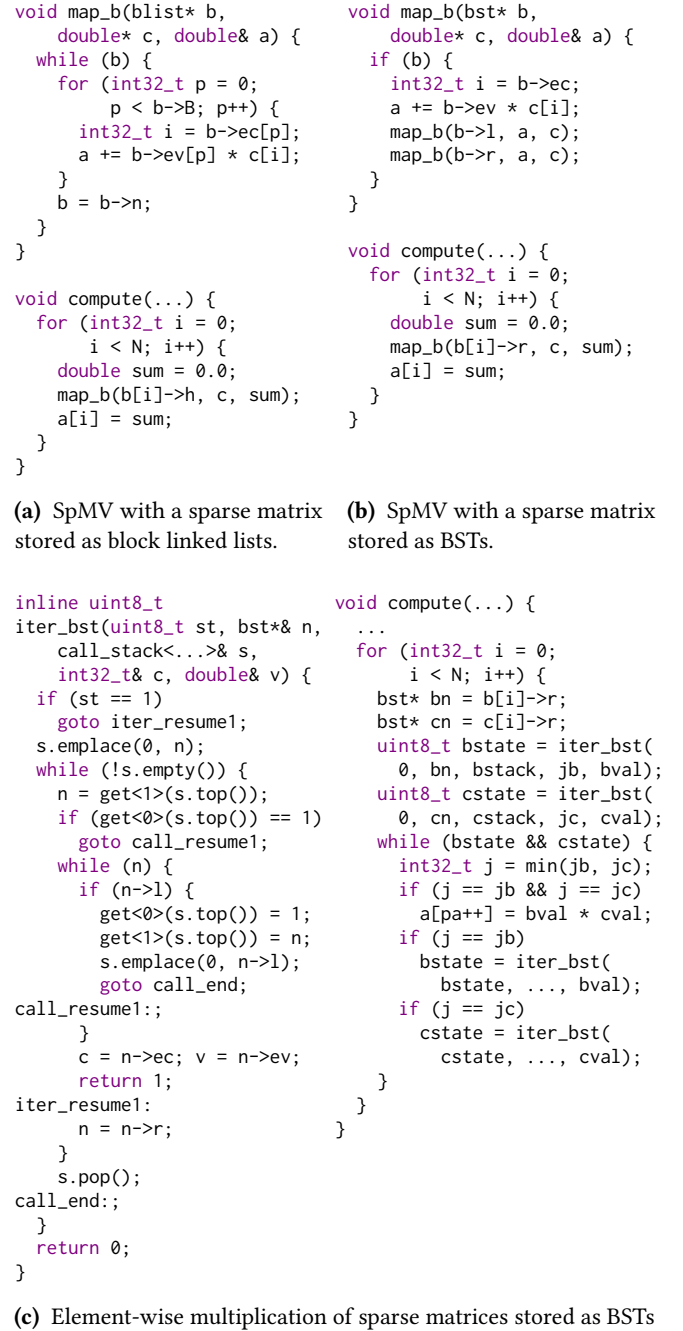 void map_b(blist* b,
    double* c, double& a) {
  while (b) {
    for (int32_t p = 0;
         p < b->B; p++) {
      int32_t i = b->ec[p];
      a += b->ev[p] * c[i];
    }
    b = b->n;
  }
}

void compute(...) {
  for (int32_t i = 0;
       i < N; i++) {
    double sum = 0.0;
    map_b(b[i]->h, c, sum);
    a[i] = sum;
  }
}
(a) SpMV with a sparse matrix
stored as block linked lists.
void map_b(bst* b,
    double* c, double& a) {
  if (b) {
    int32_t i = b->ec;
    a += b->ev * c[i];
    map_b(b->l, a, c);
    map_b(b->r, a, c);
  }
}

void compute(...) {
  for (int32_t i = 0;
       i < N; i++) {
    double sum = 0.0;
    map_b(b[i]->r, c, sum);
    a[i] = sum;
  }
}
(b) SpMV with a sparse matrix
stored as BSTs.
inline uint8_t
iter_bst(uint8_t st, bst*& n,
    call_stack<...>& s,
    int32_t& c, double& v) {
  if (st == 1)
    goto iter_resume1;
  s.emplace(0, n);
  while (!s.empty()) {
    n = get<1>(s.top());
    if (get<0>(s.top()) == 1)
      goto call_resume1;
    while (n) {
      if (n->l) {
        get<0>(s.top()) = 1;
        get<1>(s.top()) = n;
        s.emplace(0, n->l);
        goto call_end;
call_resume1:;
      }
      c = n->ec; v = n->ev;
      return 1;
iter_resume1:
      n = n->r;
    }
    s.pop();
call_end:;
  }
  return 0;
}
void compute(...) {
  ...
  for (int32_t i = 0;
       i < N; i++) {
    bst* bn = b[i]->r;
    bst* cn = c[i]->r;
    uint8_t bstate = iter_bst(
      0, bn, bstack, jb, bval);
    uint8_t cstate = iter_bst(
      0, cn, cstack, jc, cval);
    while (bstate && cstate) {
      int32_t j = min(jb, jc);
      if (j == jb && j == jc)
        a[pa++] = bval * cval;
      if (j == jb)
        bstate = iter_bst(
          bstate, ..., bval);
      if (j == jc)
        cstate = iter_bst(
          cstate, ..., cval);
    }
  }
}
(c) Element-wise multiplication of sparse matrices stored as BSTs